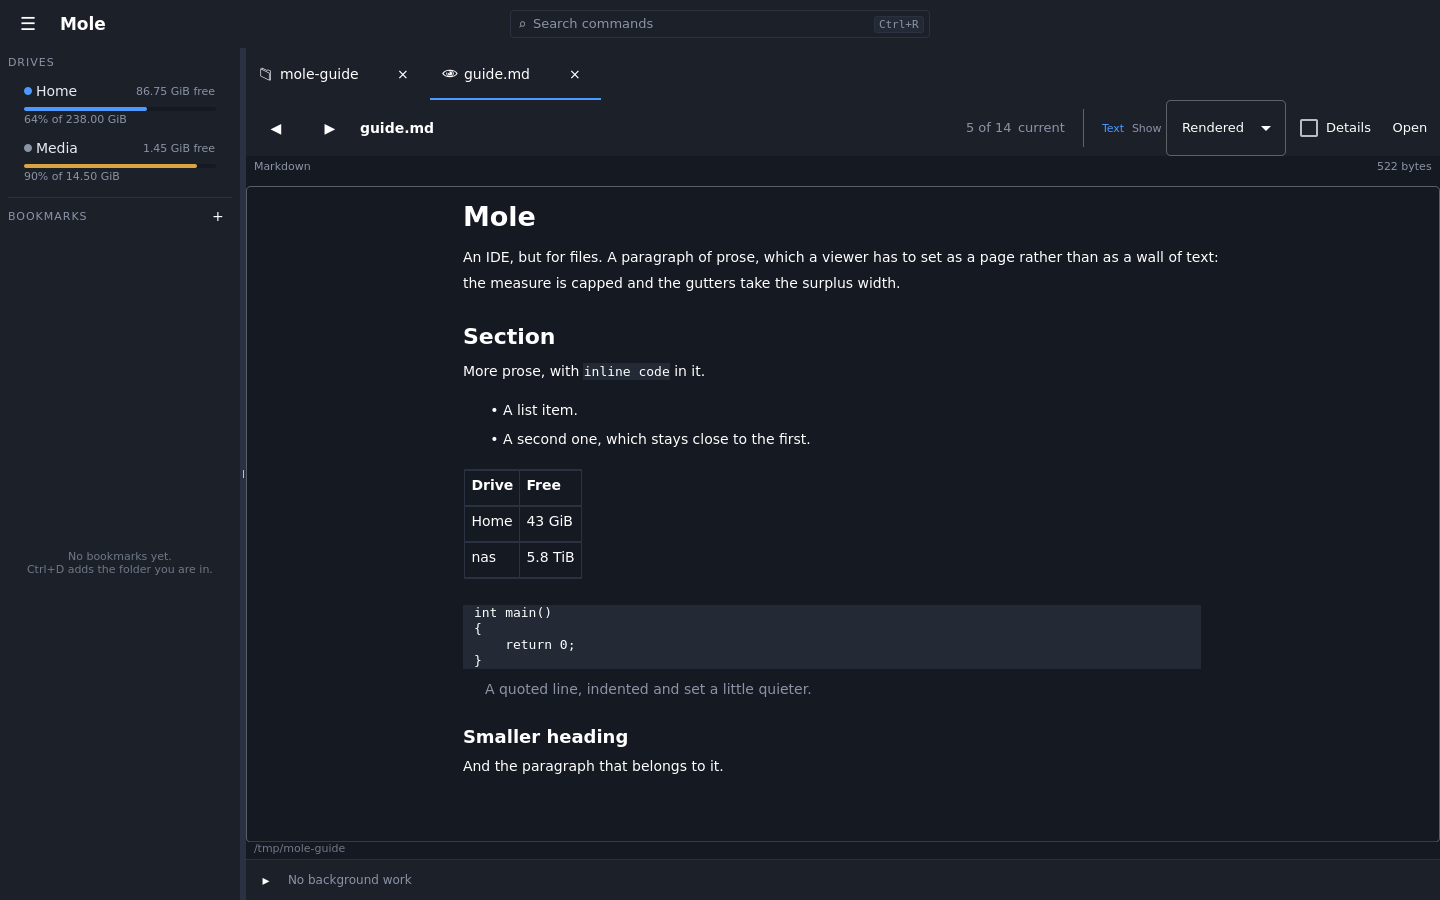 ☰ Mole
⌕ Search commands Ctrl+R
DRIVES
Home 86.75 GiB free
64% of 238.00 GiB
Media 1.45 GiB free
90% of 14.50 GiB
BOOKMARKS +
No bookmarks yet.
Ctrl+D adds the folder you are in.
mole-guide ×
guide.md ×
◀ ▶ guide.md
5 of 14 current
Text Show Rendered
Details
Open
Markdown
522 bytes
Mole
An IDE, but for files. A paragraph of prose, which a viewer has to set as a page rather than as a wall of text:
the measure is capped and the gutters take the surplus width.
Section
More prose, with inline code in it.
• A list item.
• A second one, which stays close to the first.
Drive Free
Home 43 GiB
nas 5.8 TiB
int main()
{
    return 0;
}
A quoted line, indented and set a little quieter.
Smaller heading
And the paragraph that belongs to it.
/tmp/mole-guide
▶ No background work